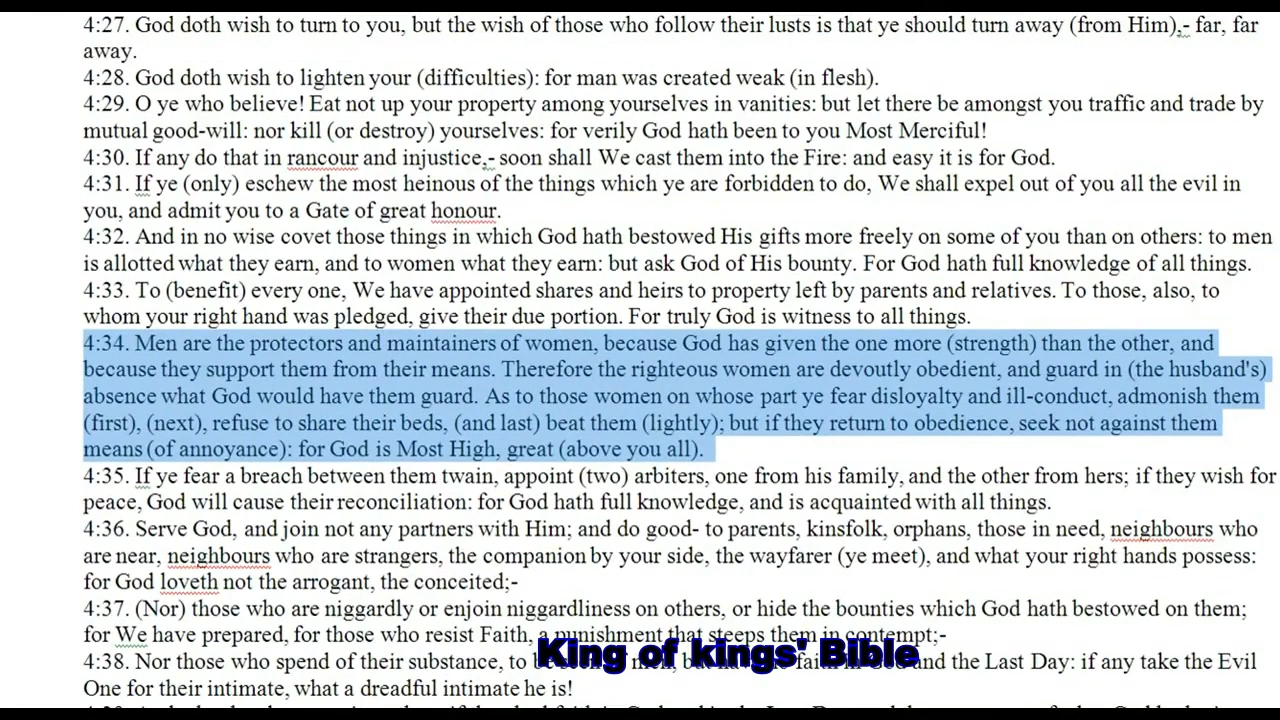 4:27. God doth wish to turn to you, but the wish of those who follow their lusts is that ye should turn away (from Him),- far, far
away.
4:28. God doth wish to lighten your (difficulties): for man was created weak (in flesh).
4:29. O ye who believe! Eat not up your property among yourselves in vanities: but let there be amongst you traffic and trade by
mutual good-will: nor kill (or destroy) yourselves: for verily God hath been to you Most Merciful!
4:30. If any do that in rancour and injustice,- soon shall We cast them into the Fire: and easy it is for God.
4:31. If ye (only) eschew the most heinous of the things which ye are forbidden to do, We shall expel out of you all the evil in
you, and admit you to a Gate of great honour.
4:32. And in no wise covet those things in which God hath bestowed His gifts more freely on some of you than on others: to men
is allotted what they earn, and to women what they earn: but ask God of His bounty. For God hath full knowledge of all things.
4:33. To (benefit) every one, We have appointed shares and heirs to property left by parents and relatives. To those, also, to
whom your right hand was pledged, give their due portion. For truly God is witness to all things.
4:34. Men are the protectors and maintainers of women, because God has given the one more (strength) than the other, and
because they support them from their means. Therefore the righteous women are devoutly obedient, and guard in (the husband's)
absence what God would have them guard. As to those women on whose part ye fear disloyalty and ill-conduct, admonish them
(first), (next), refuse to share their beds, (and last) beat them (lightly); but if they return to obedience, seek not against them
means (of annoyance): for God is Most High, great (above you all).
4:35. If ye fear a breach between them twain, appoint (two) arbiters, one from his family, and the other from hers; if they wish for
peace, God will cause their reconciliation: for God hath full knowledge, and is acquainted with all things.
4:36. Serve God, and join not any partners with Him; and do good- to parents, kinsfolk, orphans, those in need, neighbours who
are near, neighbours who are strangers, the companion by your side, the wayfarer (ye meet), and what your right hands possess:
for God loveth not the arrogant, the conceited;-
4:37. (Nor) those who are niggardly or enjoin niggardliness on others, or hide the bounties which God hath bestowed on them;
for We have prepared, for those who resist Faith, a punishment that steeps them in contempt;-
King of kings' Bible
4:38. Nor those who spend of their substance, to and the Last Day: if any take the Evil
One for their intimate, what a dreadful intimate he is!